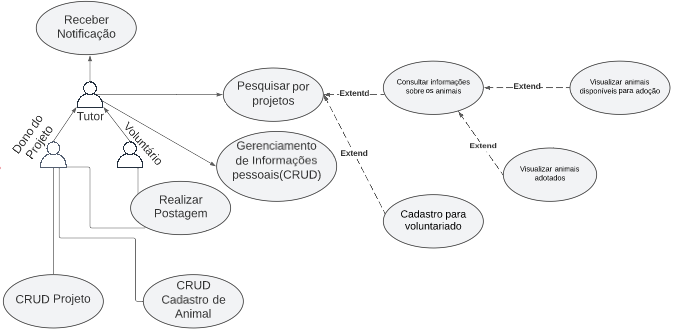 Receber
Notificação
Tutor
Dono do
Projeto
Voluntário
Pesquisar por
projetos
Extentd
Consultar informações
sobre os animais
Extend
Visualizar animais
disponíveis para adoção
Gerenciamento
de Informações
pessoais(CRUD)
Extend
Extend
Visualizar animais
adotados
Realizar
Postagem
Cadastro para
voluntariado
CRUD Projeto
CRUD
Cadastro de
Animal